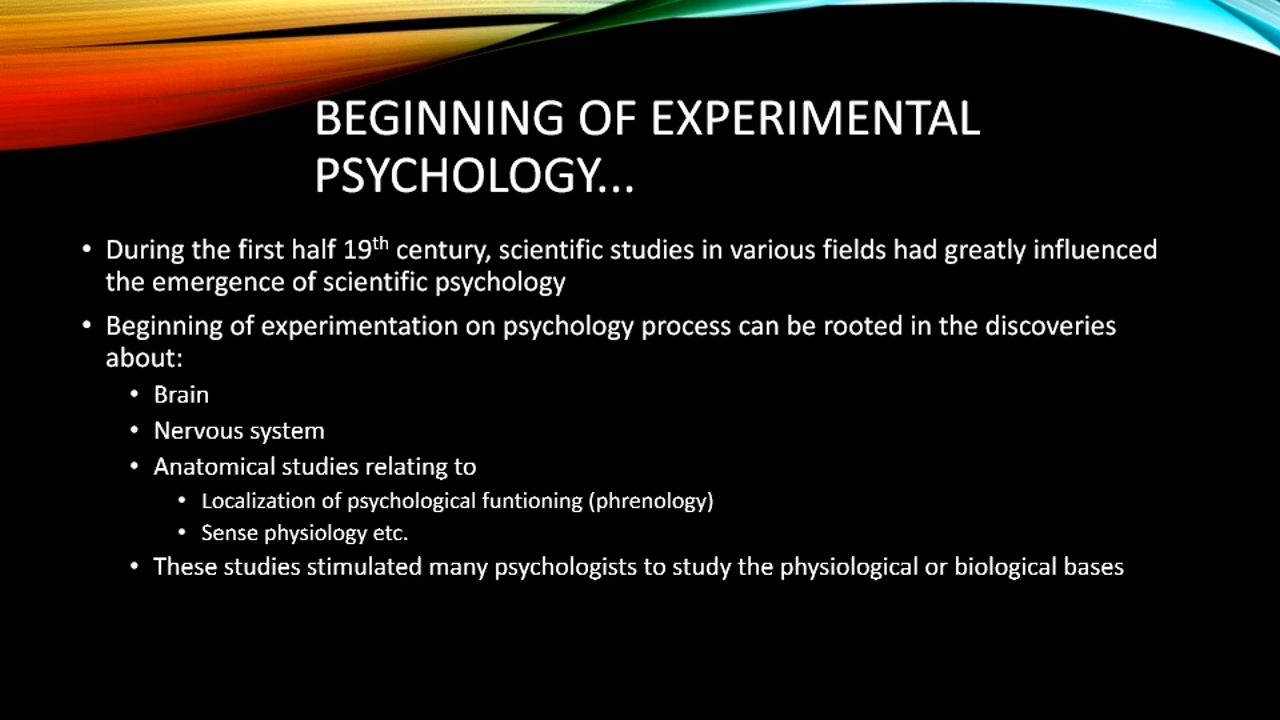 BEGINNING OF EXPERIMENTAL
PSYCHOLOGY...
• During the first half 19th century, scientific studies in various fields had greatly influenced
the emergence of scientific psychology
• Beginning of experimentation on psychology process can be rooted in the discoveries
about:
• Brain
• Nervous system
• Anatomical studies relating to
• Localization of psychological funtioning (phrenology)
• Sense physiology etc.
• These studies stimulated many psychologists to study the physiological or biological bases